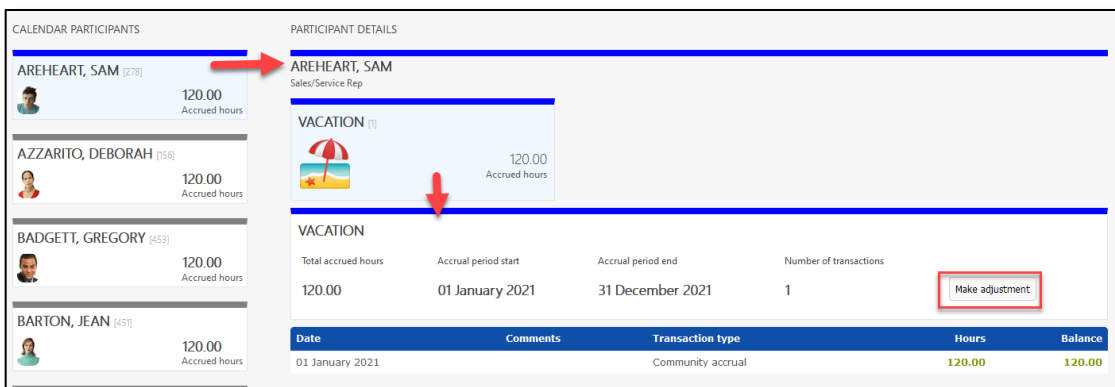 CALENDAR PARTICIPANTS
AREHEART, SAM [278]
120.00
Accrued hours
AZZARITO, DEBORAH [156]
120.00
Accrued hours
BADGETT, GREGORY [453]
120.00
Accrued hours
BARTON, JEAN [451]
120.00
Accrued hours
PARTICIPANT DETAILS
AREHEART, SAM
Sales/Service Rep
VACATION [1]
120.00
Accrued hours
VACATION
Total accrued hours Accrual period start Accrual period end Number of transactions
120.00 01 January 2021 31 December 2021 1 Make adjustment
Date Comments Transaction type Hours Balance
01 January 2021 Community accrual 120.00 120.00